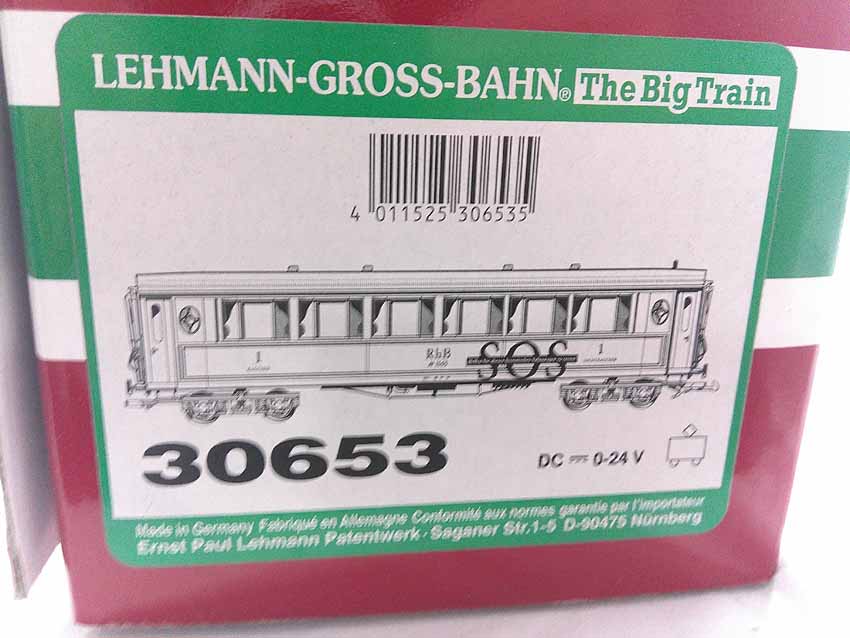 LEHMANN-GROSS-BAHN® The Big Train
4 011525 306535
1 RhB SOS 1
30653
DC 0-24 V
Made in Germany Fabriqué en Allemagne Conformité aux normes garantie par l'importateur
Ernst Paul Lehmann Patentwerk · Saganer Str.1-5 D-90475 Nürnberg